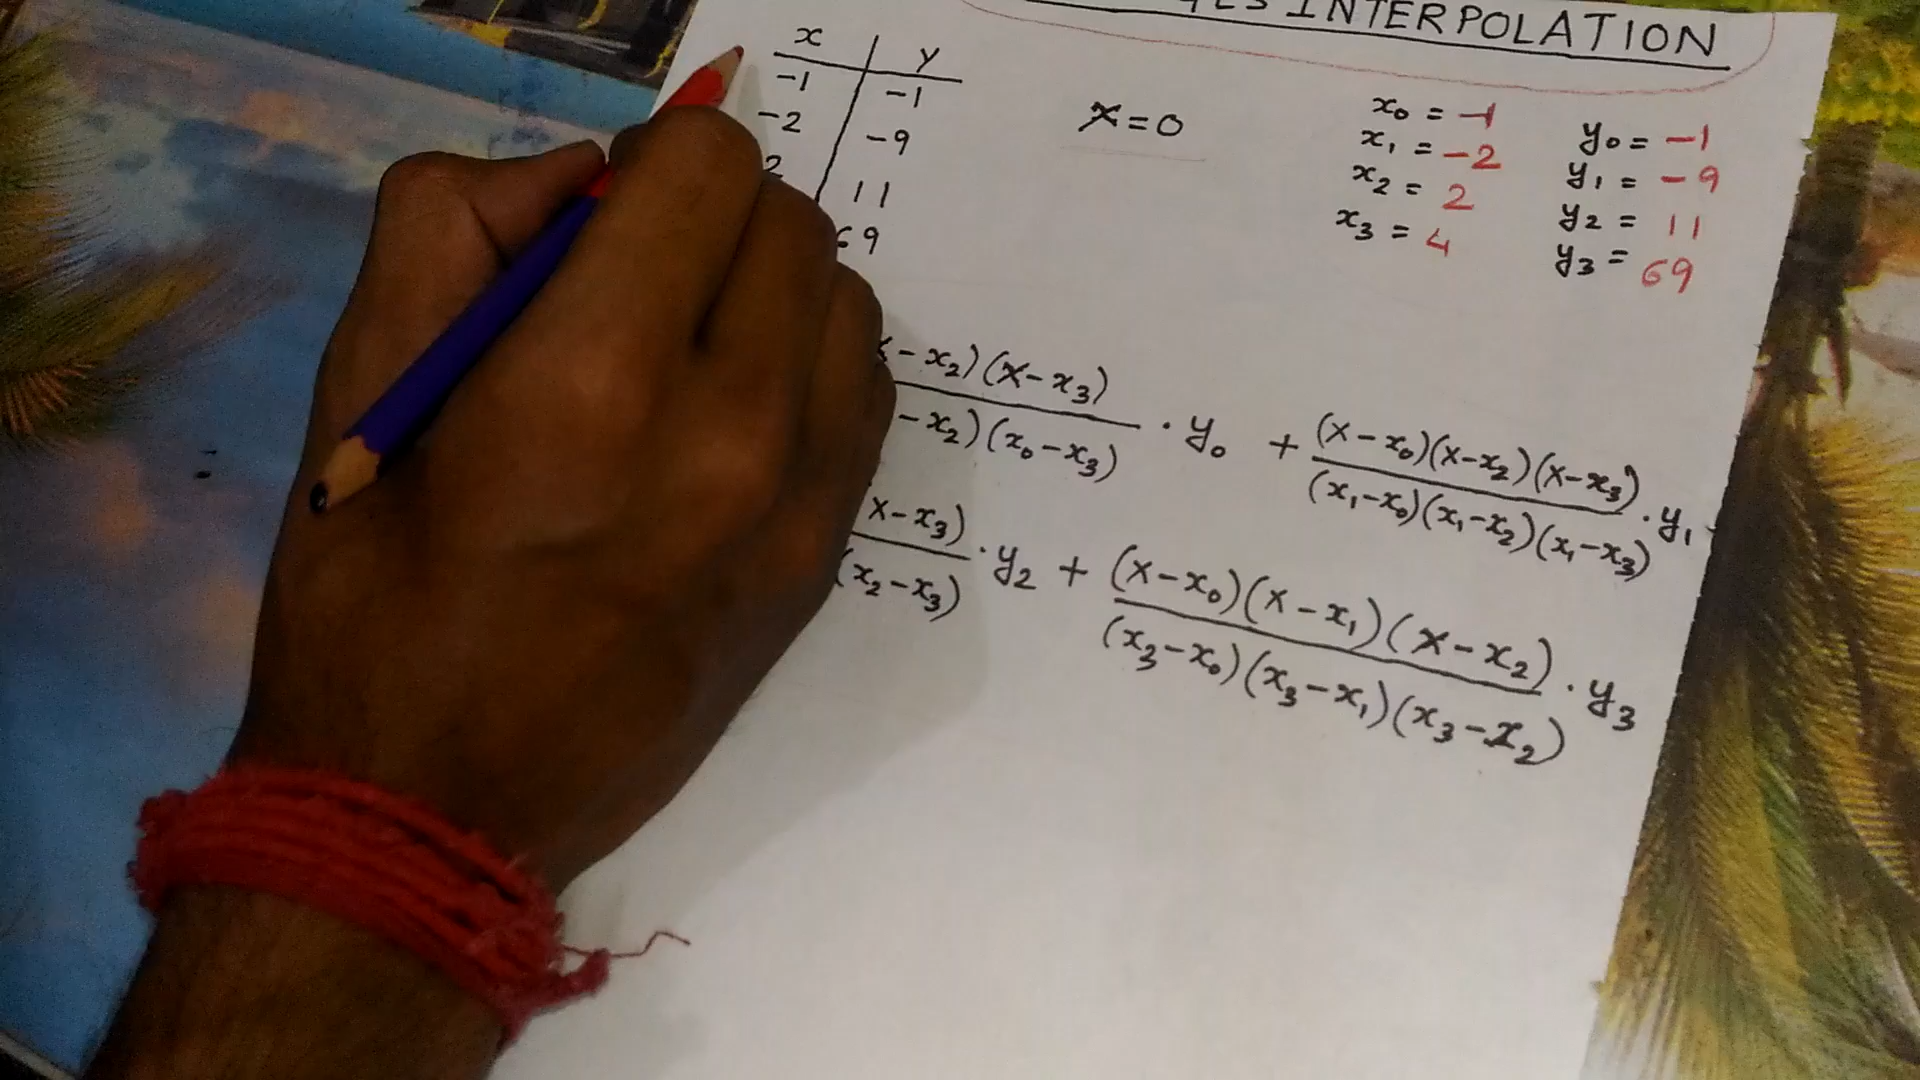 INTERPOLATION
x y
-1 -1
-2 -9
2 11
69
x=0
x₀ = -1 y₀ = -1
x₁ = -2 y₁ = -9
x₂ = 2 y₂ = 11
x₃ = 4 y₃ = 69
-x₂)(x-x₃)
-x₂)(x₀-x₃) · y₀ + (x-x₀)(x-x₂)(x-x₃)
(x₁-x₀)(x₁-x₂)(x₁-x₃) · y₁
x-x₃)
(x₂-x₃) · y₂ + (x-x₀)(x-x₁)(x-x₂)
(x₃-x₀)(x₃-x₁)(x₃-x₂) · y₃